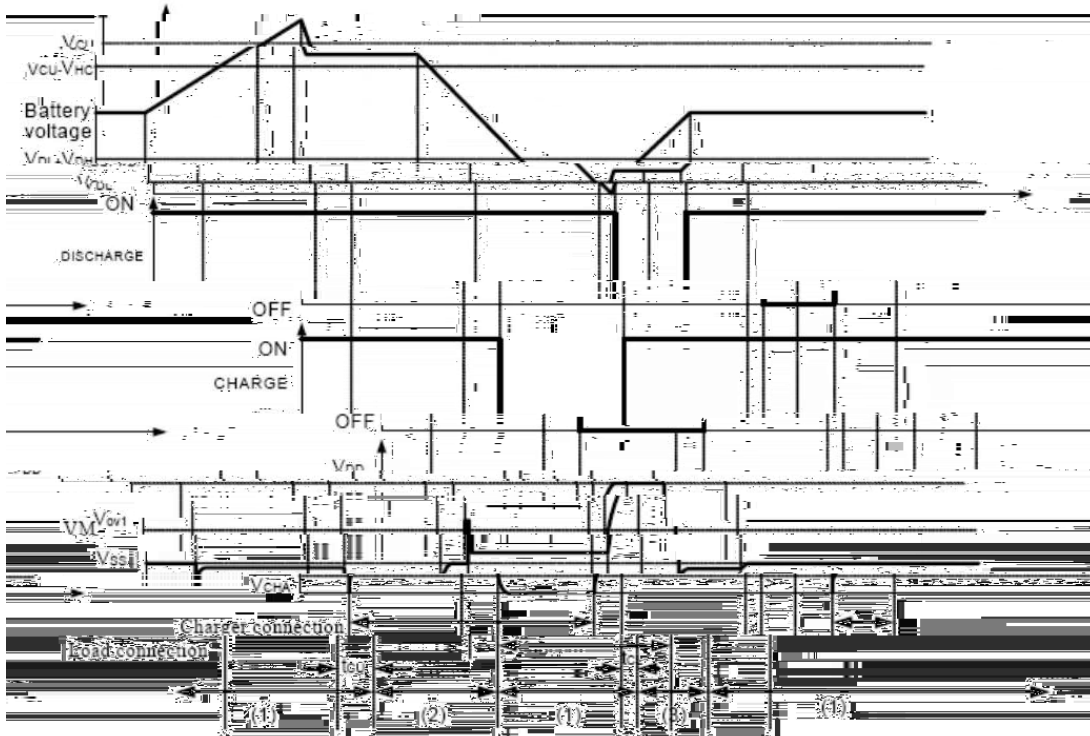 VCU
VCU-VHC
Battery
voltage
ON
DISCHARGE
OFF
ON
CHARGE
OFF
VDD
VM
Vov1
VSS
VCHA
Charger connection
Load connection
tCU
(1)
(2)
(1)
(3)
(1)